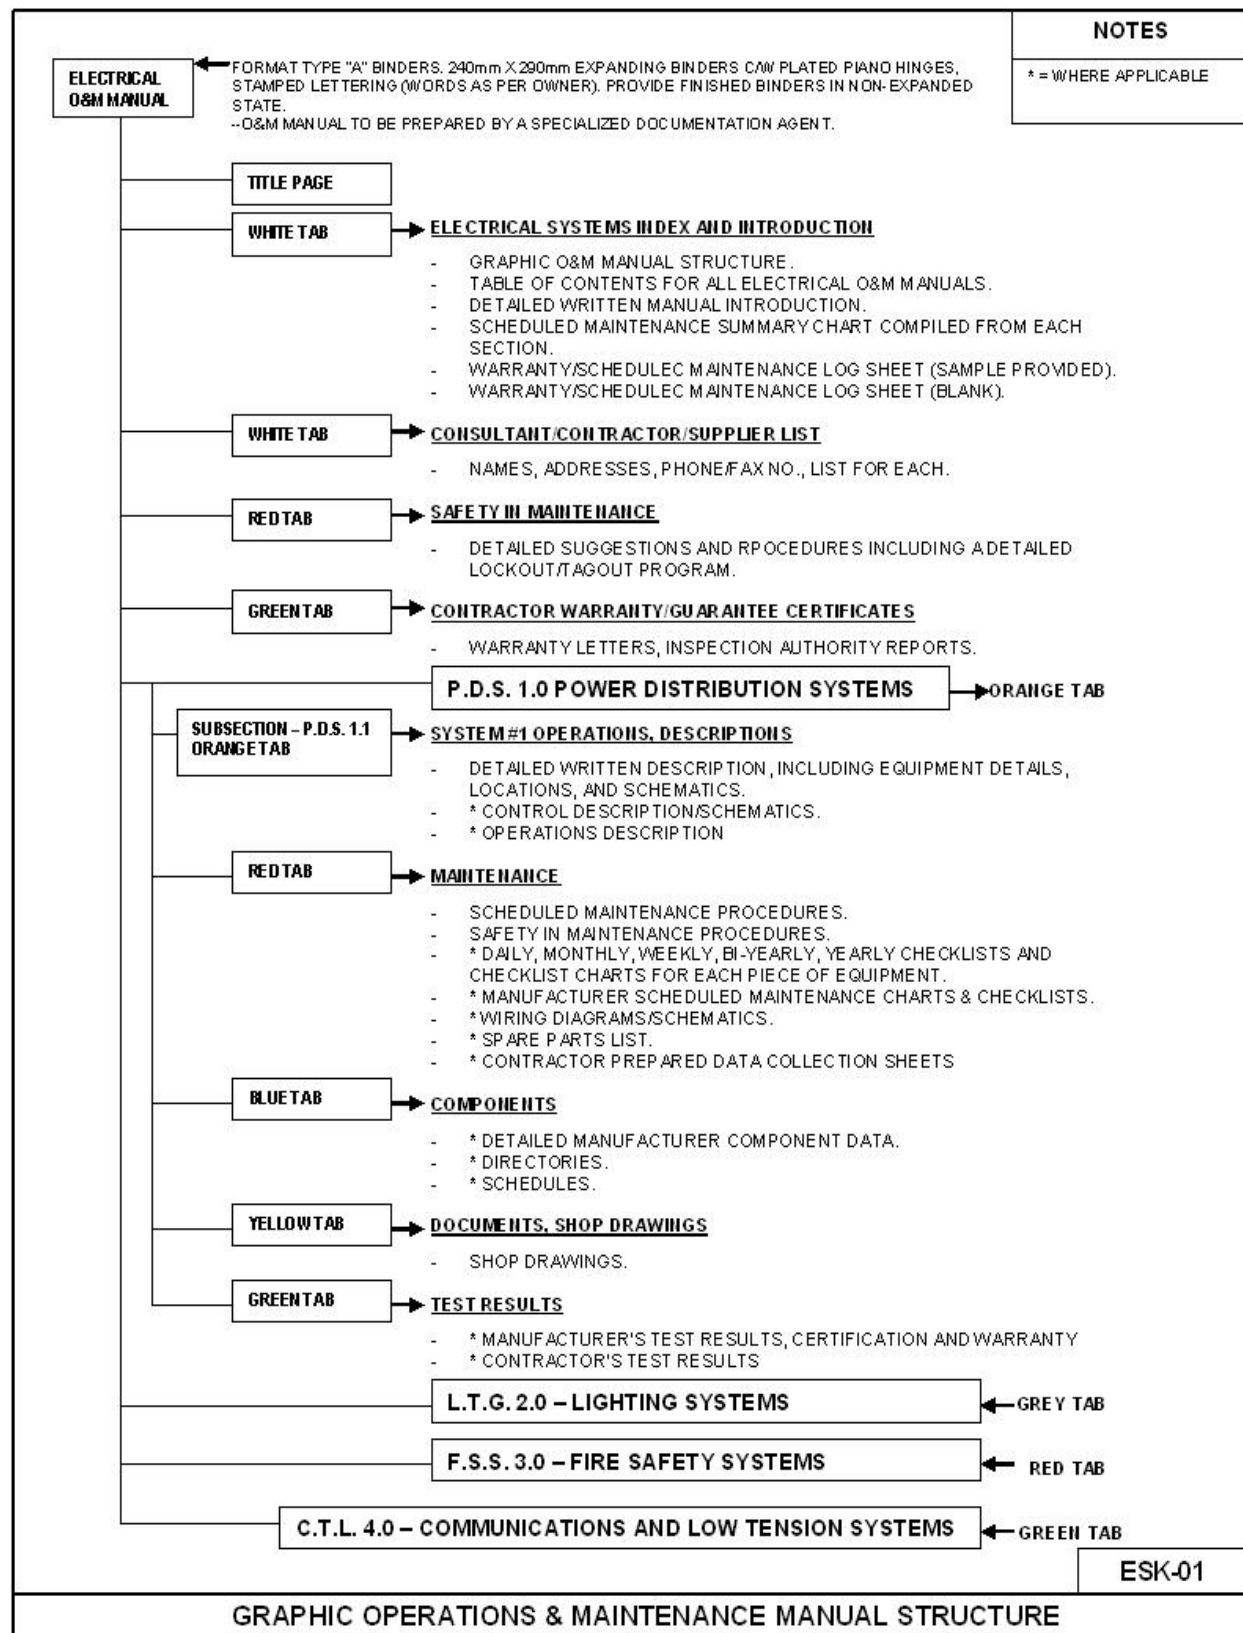 NOTES
* = WHERE APPLICABLE
ELECTRICAL
O&M MANUAL
FORMAT TYPE "A" BINDERS. 240mm X 290mm EXPANDING BINDERS C/W PLATED PIANO HINGES,
STAMPED LETTERING (WORDS AS PER OWNER). PROVIDE FINISHED BINDERS IN NON-EXPANDED
STATE.
--O&M MANUAL TO BE PREPARED BY A SPECIALIZED DOCUMENTATION AGENT.
TITLE PAGE
WHITE TAB
ELECTRICAL SYSTEMS INDEX AND INTRODUCTION
- GRAPHIC O&M MANUAL STRUCTURE.
- TABLE OF CONTENTS FOR ALL ELECTRICAL O&M MANUALS.
- DETAILED WRITTEN MANUAL INTRODUCTION.
- SCHEDULED MAINTENANCE SUMMARY CHART COMPILED FROM EACH
SECTION.
- WARRANTY/SCHEDULEC MAINTENANCE LOG SHEET (SAMPLE PROVIDED).
- WARRANTY/SCHEDULEC MAINTENANCE LOG SHEET (BLANK).
WHITE TAB
CONSULTANT/CONTRACTOR/SUPPLIER LIST
- NAMES, ADDRESSES, PHONE/FAX NO., LIST FOR EACH.
RED TAB
SAFETY IN MAINTENANCE
- DETAILED SUGGESTIONS AND RPOCEDURES INCLUDING A DETAILED
LOCKOUT/TAGOUT PROGRAM.
GREEN TAB
CONTRACTOR WARRANTY/GUARANTEE CERTIFICATES
- WARRANTY LETTERS, INSPECTION AUTHORITY REPORTS.
P.D.S. 1.0 POWER DISTRIBUTION SYSTEMS
ORANGE TAB
SUBSECTION – P.D.S. 1.1
ORANGE TAB
SYSTEM #1 OPERATIONS, DESCRIPTIONS
- DETAILED WRITTEN DESCRIPTION, INCLUDING EQUIPMENT DETAILS,
LOCATIONS, AND SCHEMATICS.
- * CONTROL DESCRIPTION/SCHEMATICS.
- * OPERATIONS DESCRIPTION
RED TAB
MAINTENANCE
- SCHEDULED MAINTENANCE PROCEDURES.
- SAFETY IN MAINTENANCE PROCEDURES.
- * DAILY, MONTHLY, WEEKLY, BI-YEARLY, YEARLY CHECKLISTS AND
CHECKLIST CHARTS FOR EACH PIECE OF EQUIPMENT.
- * MANUFACTURER SCHEDULED MAINTENANCE CHARTS & CHECKLISTS.
- * WIRING DIAGRAMS/SCHEMATICS.
- * SPARE PARTS LIST.
- * CONTRACTOR PREPARED DATA COLLECTION SHEETS
BLUE TAB
COMPONENTS
- * DETAILED MANUFACTURER COMPONENT DATA.
- * DIRECTORIES.
- * SCHEDULES.
YELLOW TAB
DOCUMENTS, SHOP DRAWINGS
- SHOP DRAWINGS.
GREEN TAB
TEST RESULTS
- * MANUFACTURER'S TEST RESULTS, CERTIFICATION AND WARRANTY
- * CONTRACTOR'S TEST RESULTS
L.T.G. 2.0 – LIGHTING SYSTEMS
GREY TAB
F.S.S. 3.0 – FIRE SAFETY SYSTEMS
RED TAB
C.T.L. 4.0 – COMMUNICATIONS AND LOW TENSION SYSTEMS
GREEN TAB
ESK-01
GRAPHIC OPERATIONS & MAINTENANCE MANUAL STRUCTURE